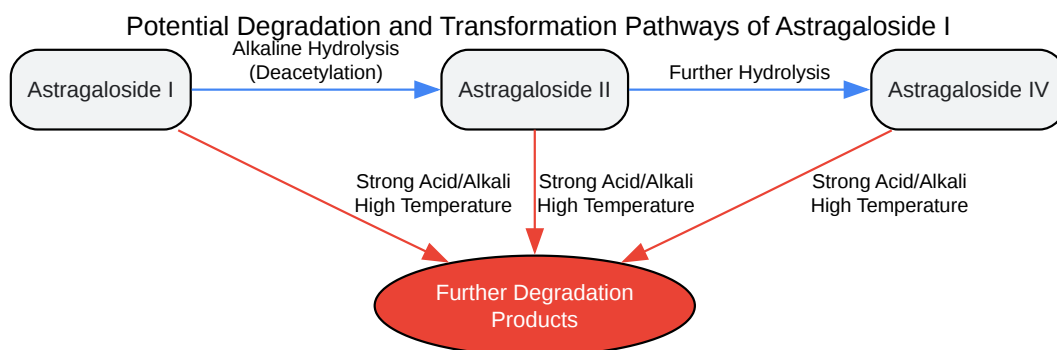 Potential Degradation and Transformation Pathways of Astragaloside I
Alkaline Hydrolysis
(Deacetylation)
Further Hydrolysis
Astragaloside I
Astragaloside II
Astragaloside IV
Strong Acid/Alkali
High Temperature
Strong Acid/Alkali
High Temperature
Strong Acid/Alkali
High Temperature
Further Degradation
Products